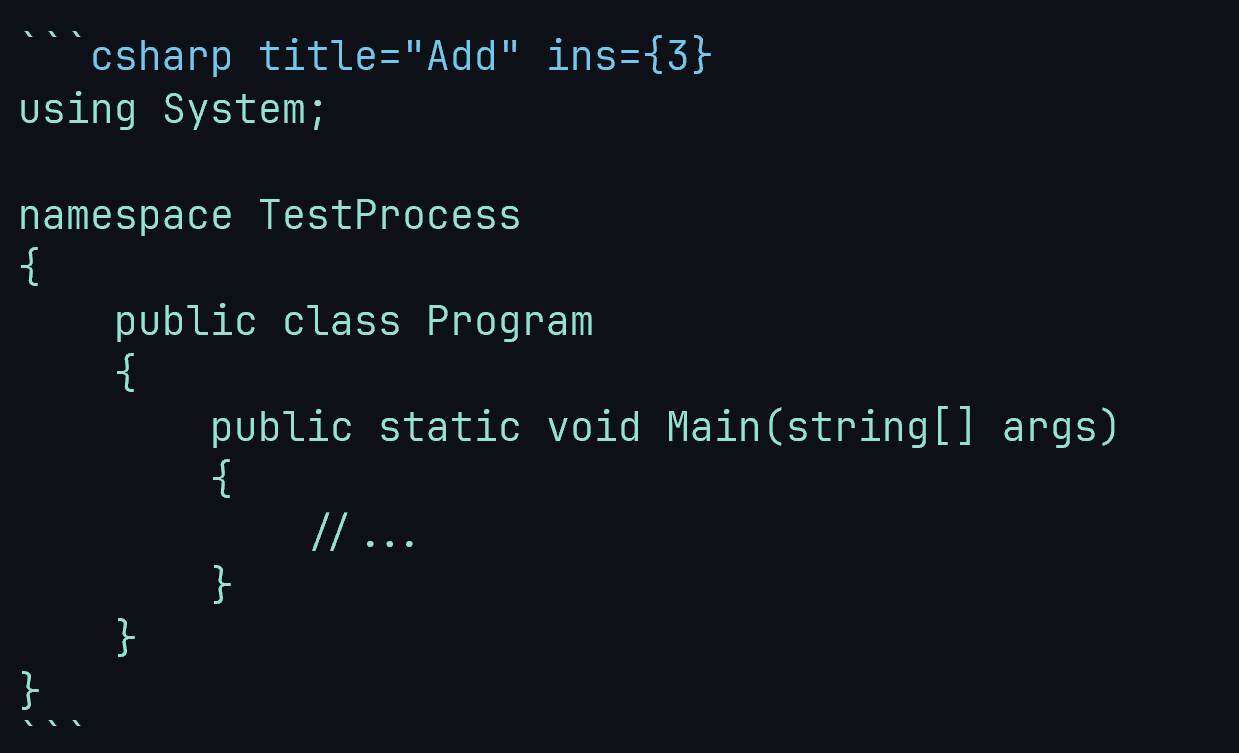 ```csharp title="Add" ins={3}
using System;

namespace TestProcess
{
    public class Program
    {
        public static void Main(string[] args)
        {
            //...
        }
    }
}
```